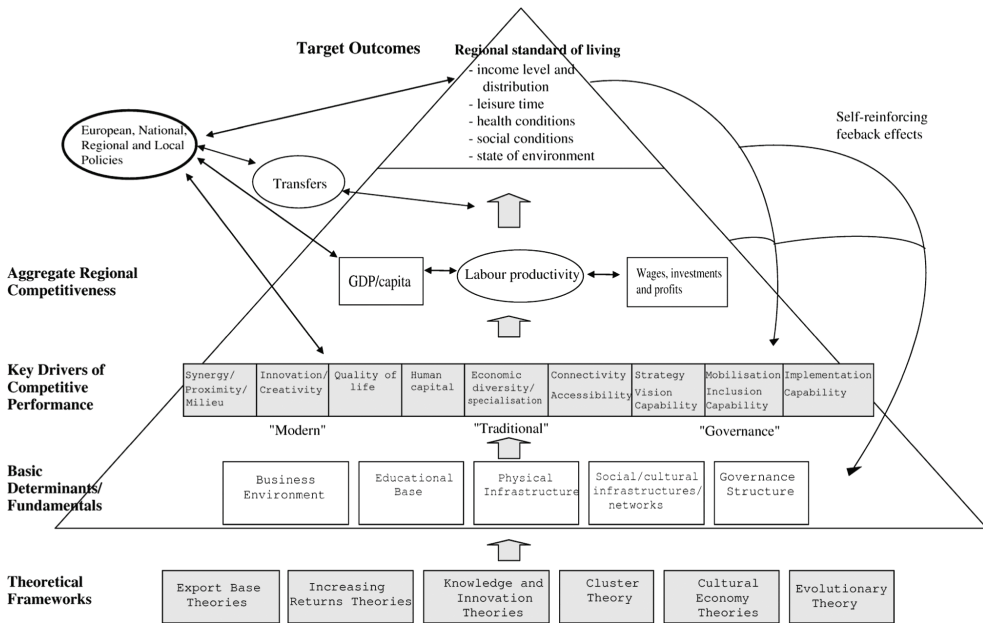 Target Outcomes
Regional standard of living
- income level and
distribution
- leisure time
- health conditions
- social conditions
- state of environment
Self-reinforcing
feeback effects
European, National,
Regional and Local
Policies
Transfers
Aggregate Regional
Competitiveness
GDP/capita
Labour productivity
Wages, investments
and profits
Key Drivers of
Competitive
Performance
Synergy/
Proximity/
Milieu
Innovation/
Creativity
Quality of
life
Human
capital
Economic
diversity/
specialisation
Connectivity
Accessibility
Strategy
Vision
Capability
Mobilisation
Inclusion
Capability
Implementation
Capability
"Modern"
"Traditional"
"Governance"
Basic
Determinants/
Fundamentals
Business
Environment
Educational
Base
Physical
Infrastructure
Social/cultural
infrastructures/
networks
Governance
Structure
Theoretical
Frameworks
Export Base
Theories
Increasing
Returns Theories
Knowledge and
Innovation
Theories
Cluster
Theory
Cultural
Economy
Theories
Evolutionary
Theory